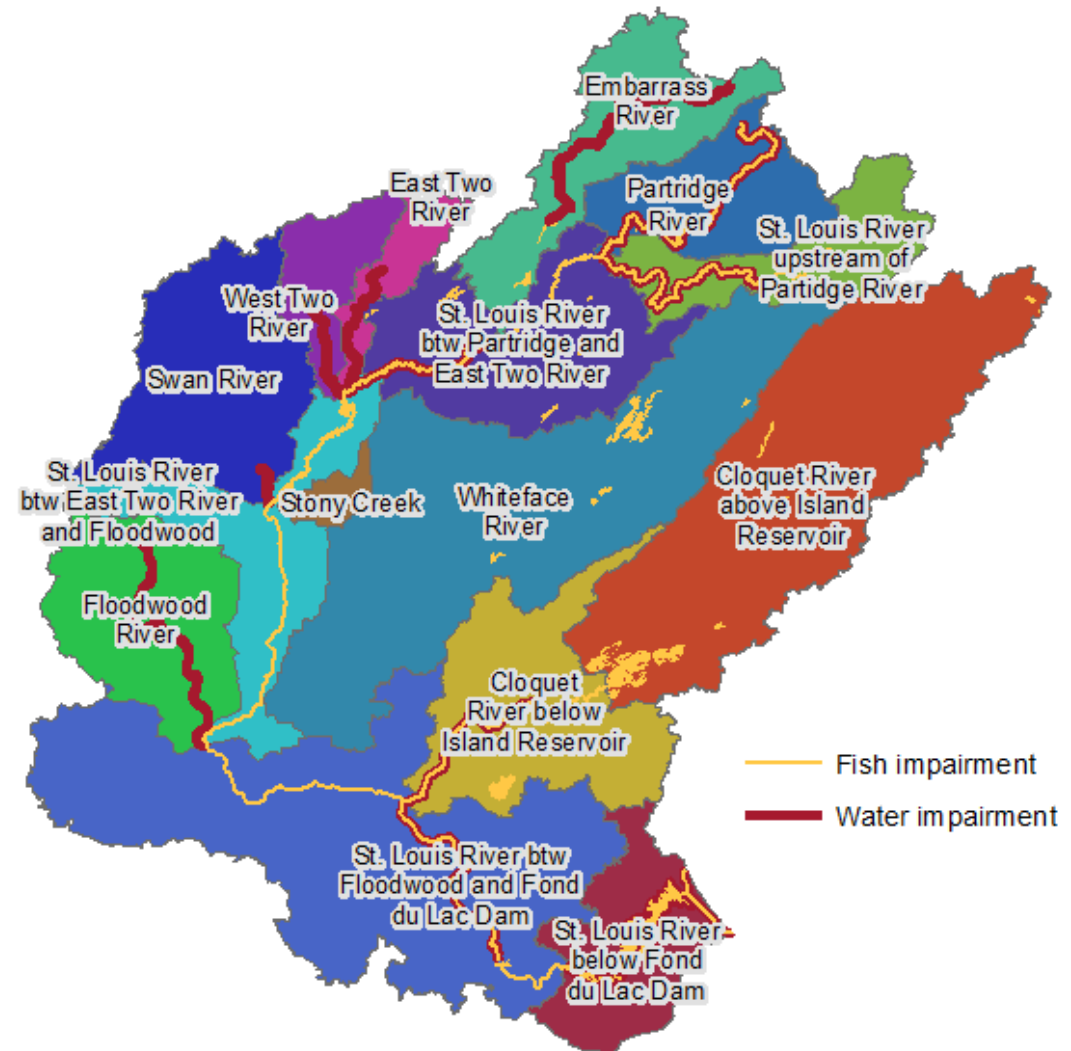 Embarrass
River
East Two
River
Partridge
River
St. Louis River
upstream of
Partidge River
West Two
River
St. Louis River
btw Partridge and
East Two River
Swan River
St. Louis River
btw East Two River
and Floodwood
Stony Creek
Whiteface
River
Cloquet River
above Island
Reservoir
Floodwood
River
Cloquet
River below
Island Reservoir
Fish impairment
Water impairment
St. Louis River btw
Floodwood and Fond
du Lac Dam
St. Louis River
below Fond
du Lac Dam